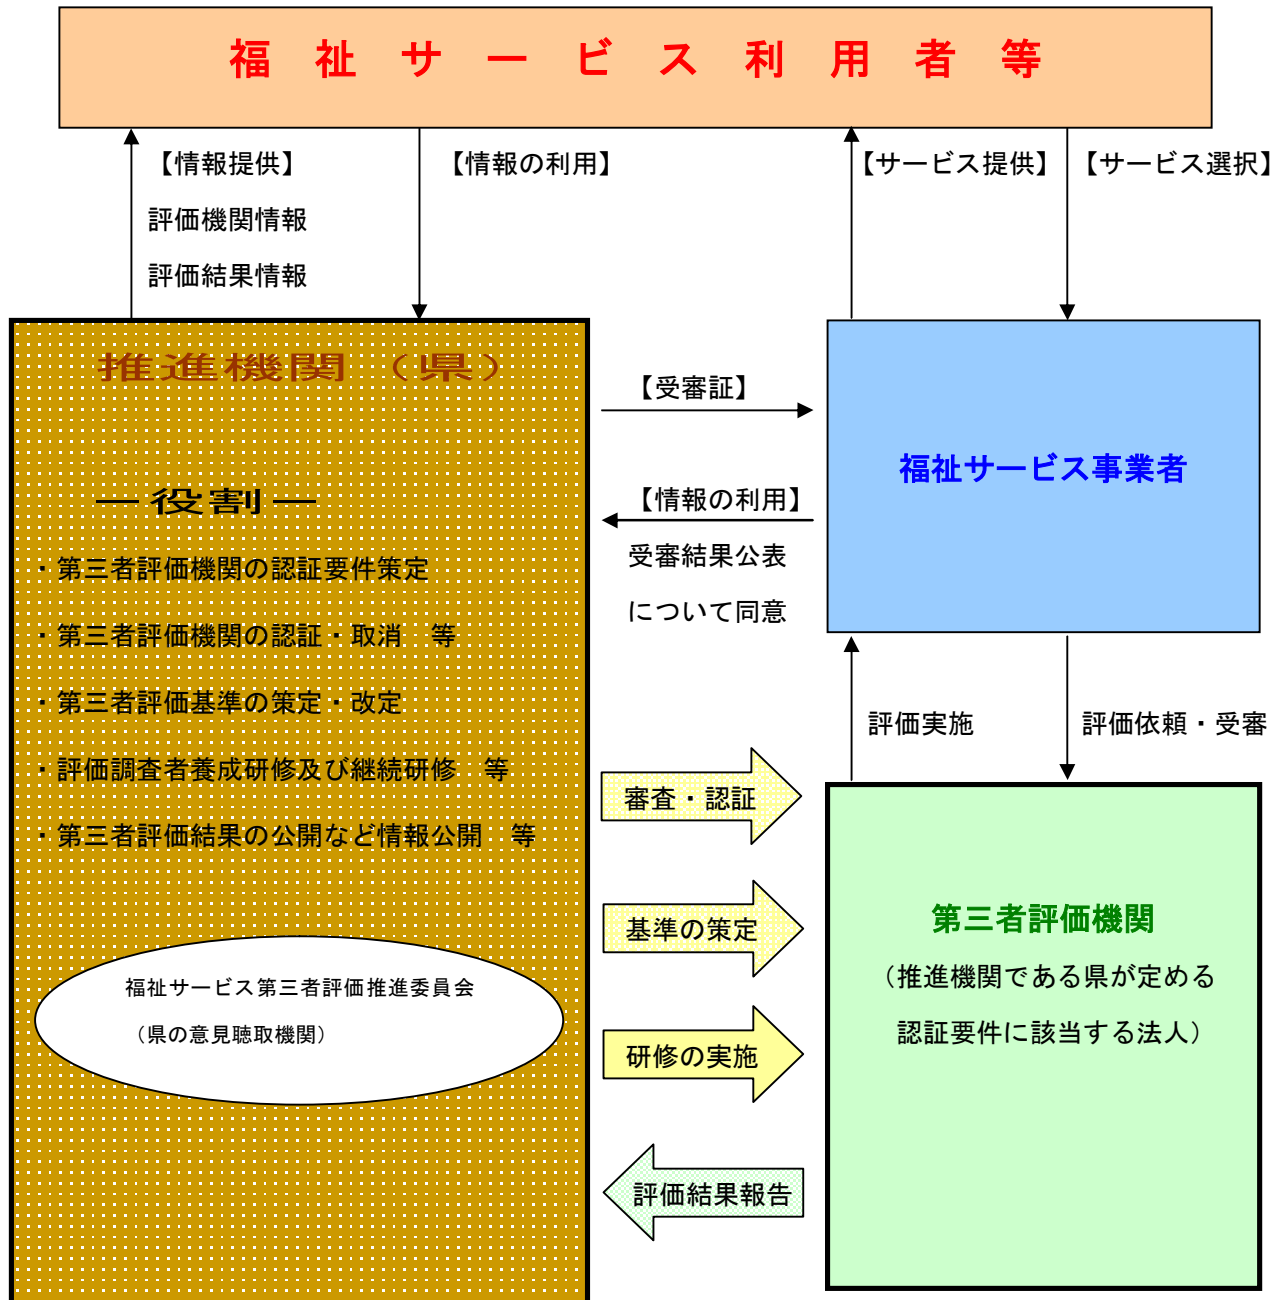 福祉サービス利用者等
【情報提供】
評価機関情報
評価結果情報
【情報の利用】
【サービス提供】
【サービス選択】
推進機関（県）
―役割―
・第三者評価機関の認証要件策定
・第三者評価機関の認証・取消　等
・第三者評価基準の策定・改定
・評価調査者養成研修及び継続研修　等
・第三者評価結果の公開など情報公開　等
福祉サービス第三者評価推進委員会
（県の意見聴取機関）
【受審証】
【情報の利用】
受審結果公表
について同意
福祉サービス事業者
評価実施
評価依頼・受審
審査・認証
基準の策定
研修の実施
評価結果報告
第三者評価機関
（推進機関である県が定める
認証要件に該当する法人）